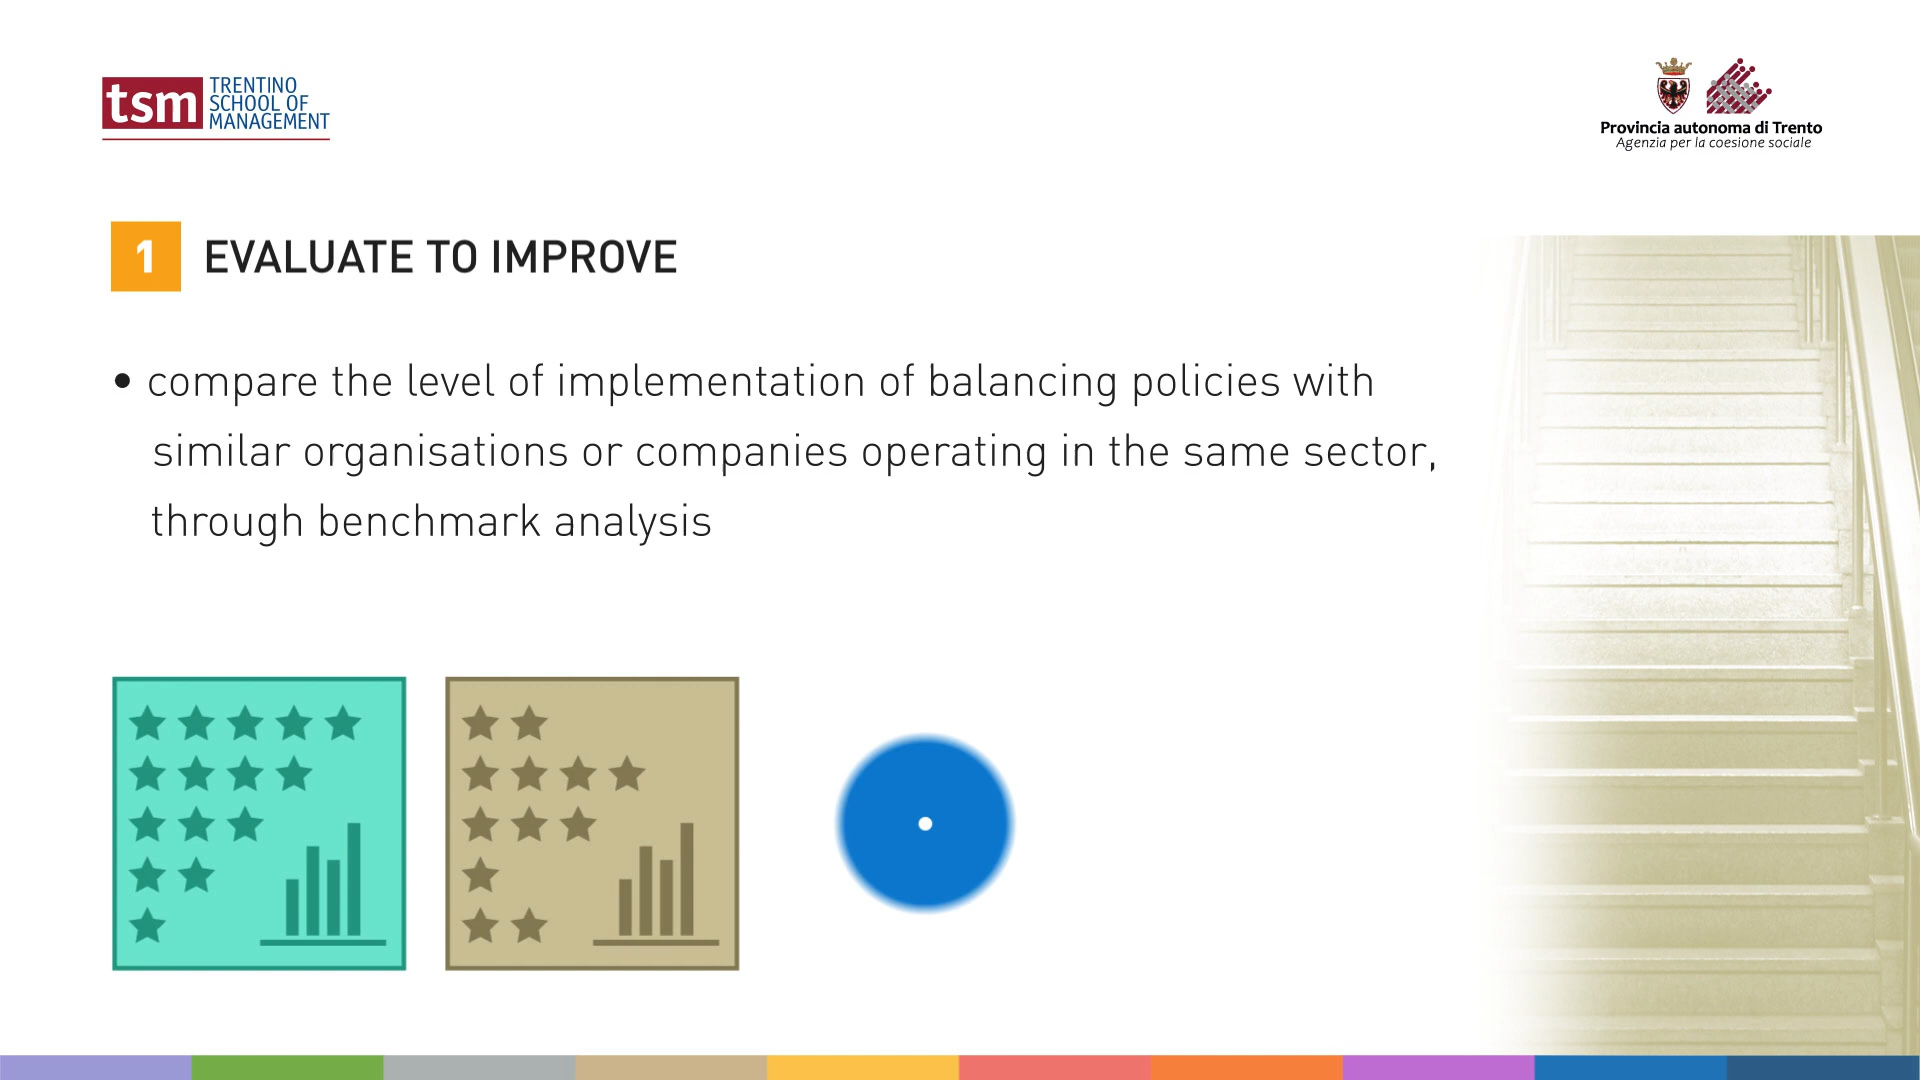 tsm
TRENTINO
SCHOOL OF
MANAGEMENT
Provincia autonoma di Trento
Agenzia per la coesione sociale
1 EVALUATE TO IMPROVE
• compare the level of implementation of balancing policies with
similar organisations or companies operating in the same sector,
through benchmark analysis